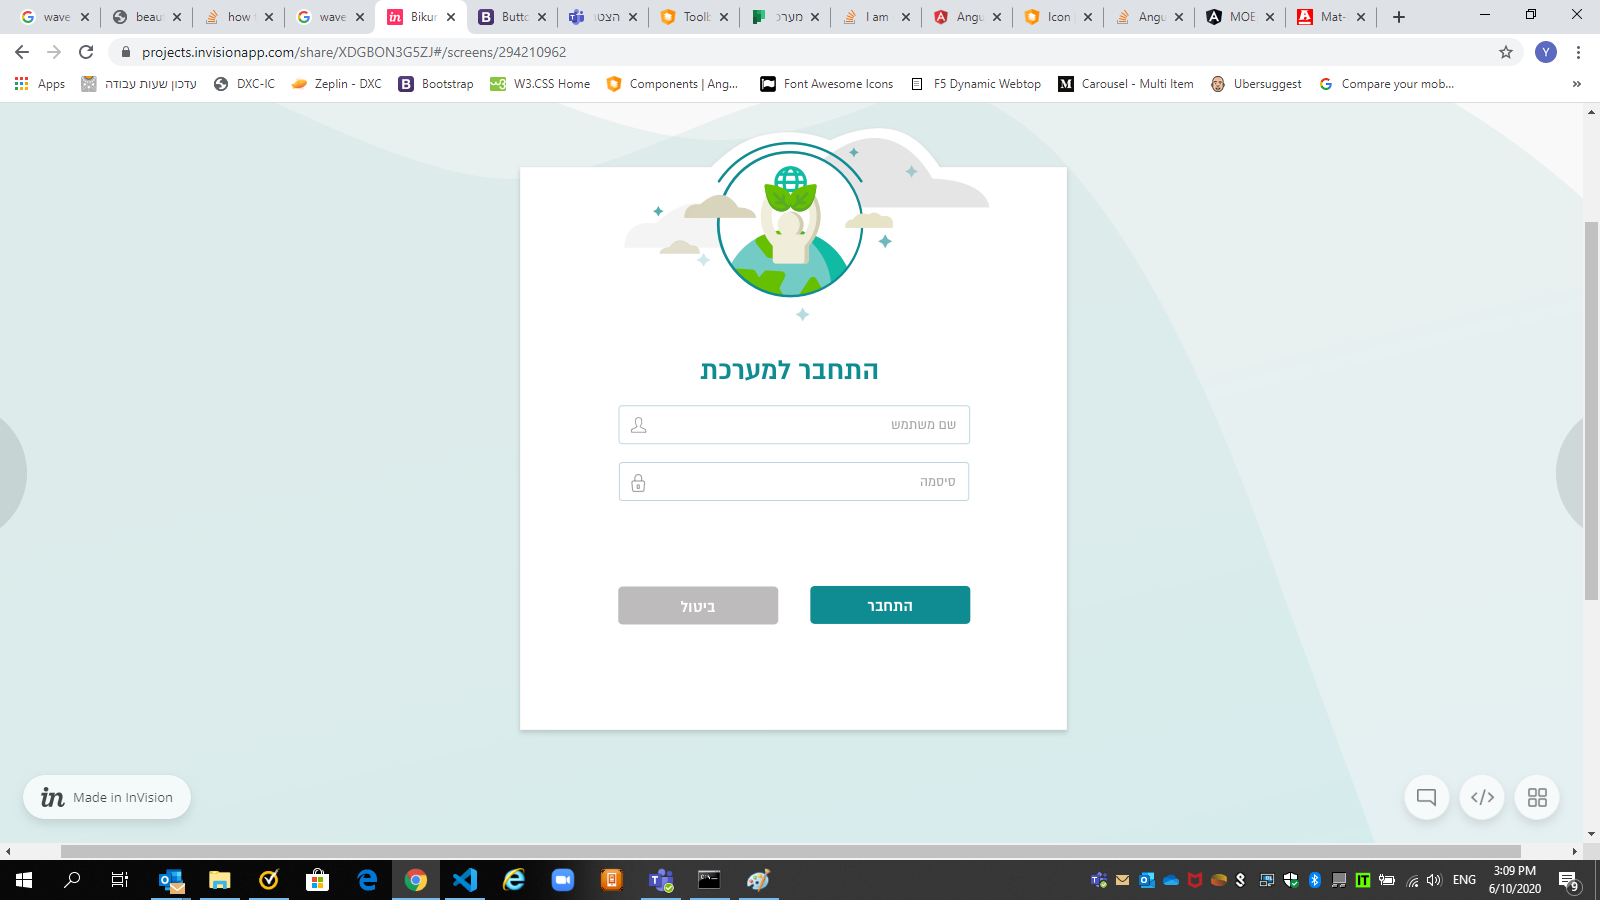 wave
beau
how t
wave
Bikur
Butto
הצטו
Toolb
מערכ
I am
Angu
Icon
Angu
MOE
Mat-
projects.invisionapp.com/share/XDGBON3G5ZJ#/screens/294210962
Y
Apps
עדכון שעות עבודה
DXC-IC
Zeplin - DXC
Bootstrap
W3.CSS Home
Components | Ang...
Font Awesome Icons
F5 Dynamic Webtop
Carousel - Multi Item
Ubersuggest
Compare your mob...
»
התחבר למערכת
שם משתמש
סיסמה
התחבר
ביטול
in Made in InVision
ENG
3:09 PM
6/10/2020
9